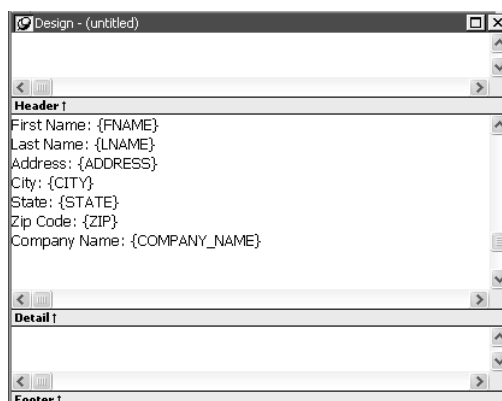 Design - (untitled)
Header ↑
First Name: {FNAME}
Last Name: {LNAME}
Address: {ADDRESS}
City: {CITY}
State: {STATE}
Zip Code: {ZIP}
Company Name: {COMPANY_NAME}
Detail ↑
Footer ↑